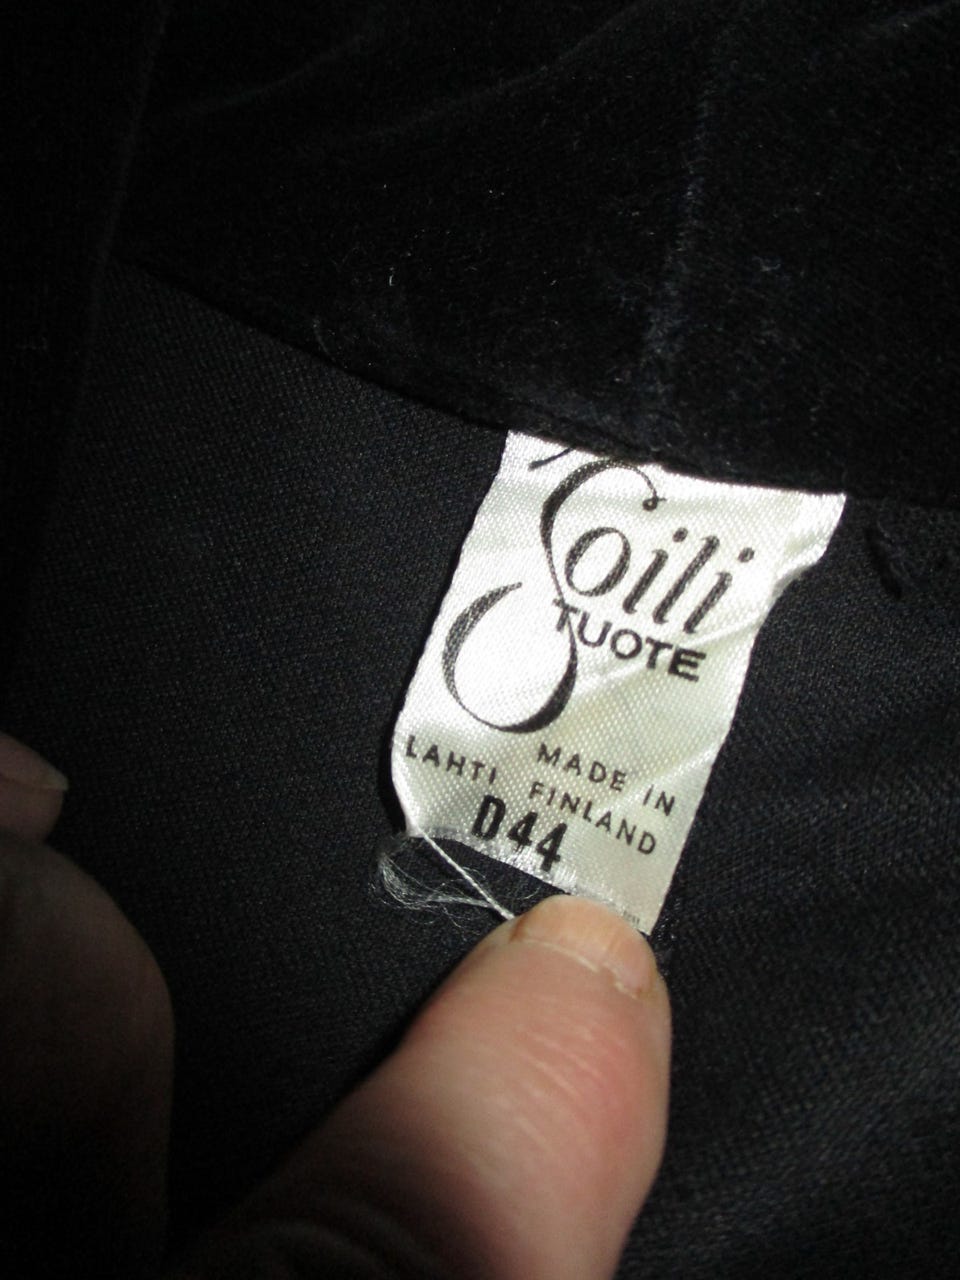 Soili
TUOTE
LAHTI MADE IN
FINLAND
D44